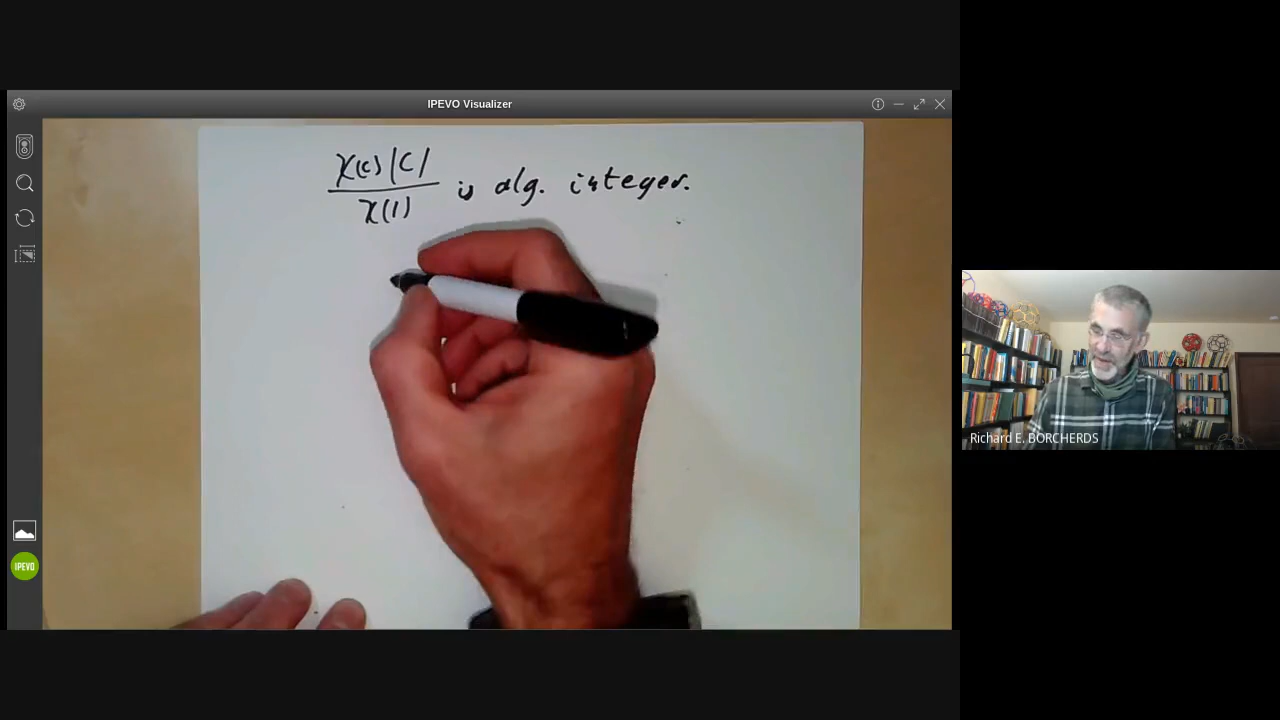 IPEVO Visualizer
χ(c)|C|
χ(1)
is alg. integer.
IPEVO
Richard E. BORCHERDS